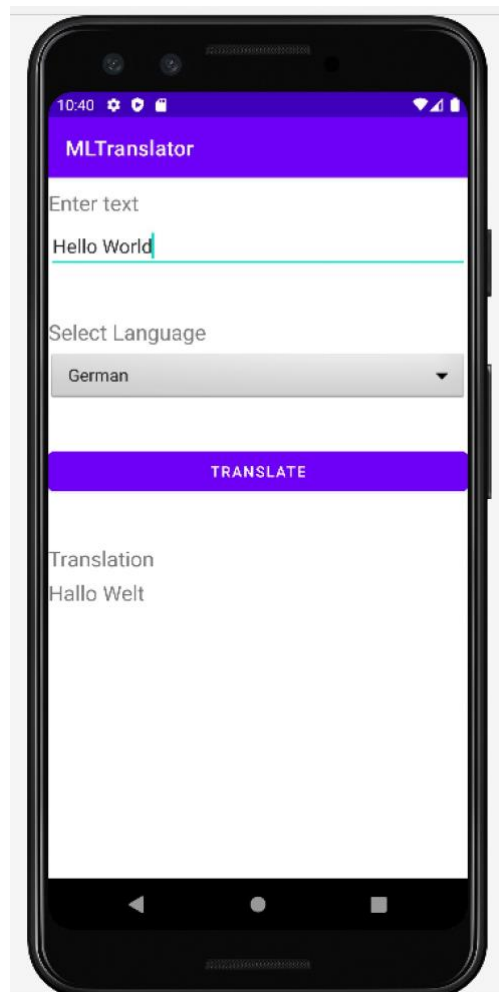 10:40
MLTranslator
Enter text
Hello World
Select Language
German
TRANSLATE
Translation
Hallo Welt